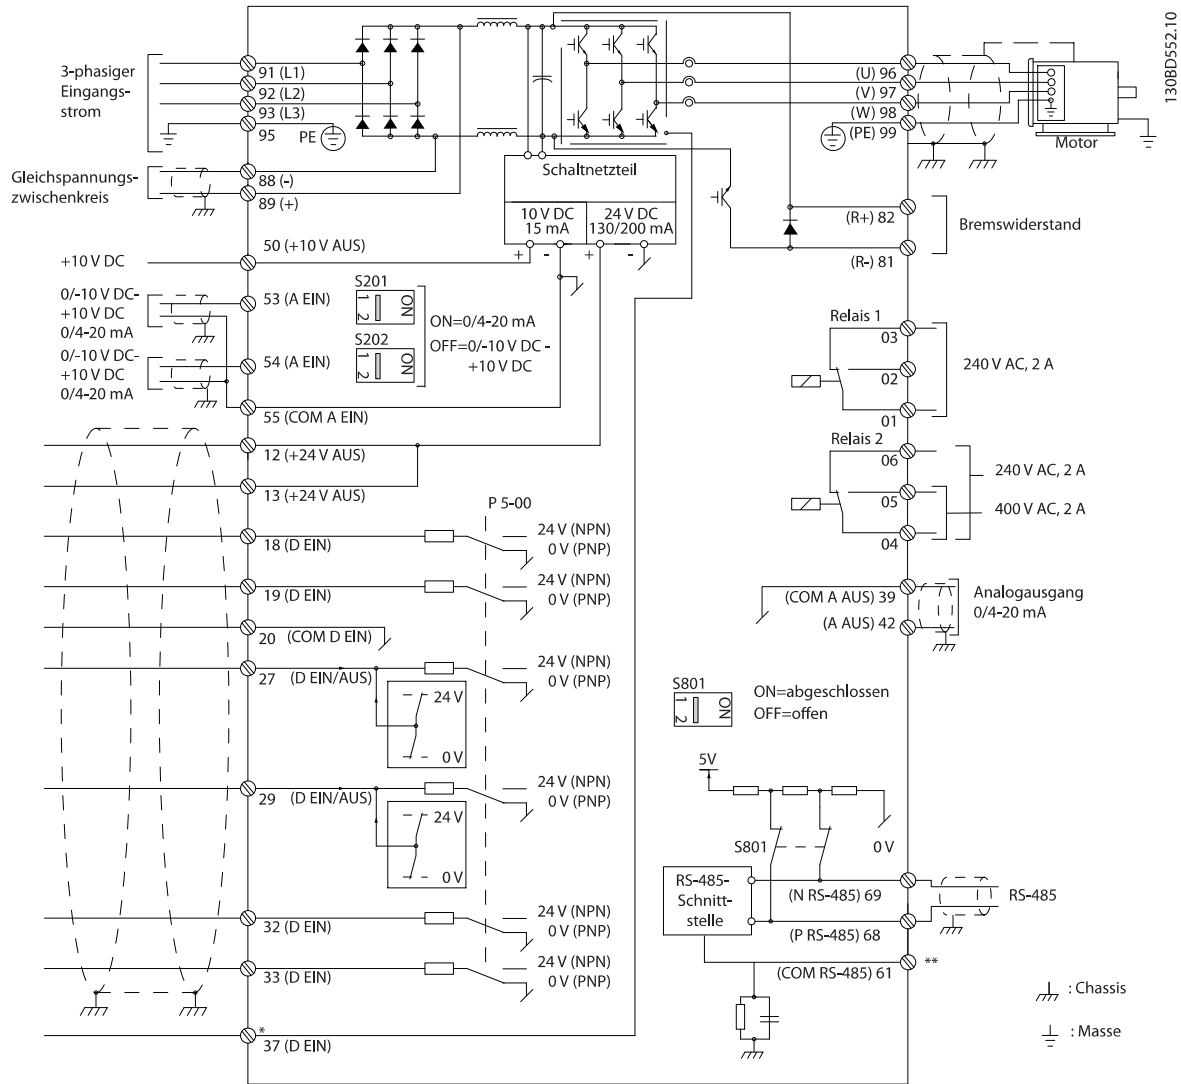 130BD552.10
3-phasiger
Eingangs-
strom
91 (L1)
92 (L2)
93 (L3)
95
PE
Gleichspannungs-
zwischenkreis
88 (-)
89 (+)
Schaltnetzteil
10 V DC
15 mA
24 V DC
130/200 mA
+ - + -
(U) 96
(V) 97
(W) 98
(PE) 99
Motor
(R+) 82
Bremswiderstand
(R-) 81
50 (+10 V AUS)
+10 V DC
0/-10 V DC-
+10 V DC
0/4-20 mA
53 (A EIN)
0/-10 V DC-
+10 V DC
0/4-20 mA
54 (A EIN)
55 (COM A EIN)
S201
1 2 ON
S202
1 2 ON
ON=0/4-20 mA
OFF=0/-10 V DC -
+10 V DC
Relais 1
03
02
01
240 V AC, 2 A
Relais 2
06
05
04
240 V AC, 2 A
400 V AC, 2 A
12 (+24 V AUS)
13 (+24 V AUS)
P 5-00
18 (D EIN)
24 V (NPN)
0 V (PNP)
19 (D EIN)
24 V (NPN)
0 V (PNP)
20 (COM D EIN)
27 (D EIN/AUS)
24 V (NPN)
0 V (PNP)
24 V
0 V
29 (D EIN/AUS)
24 V (NPN)
0 V (PNP)
24 V
0 V
32 (D EIN)
24 V (NPN)
0 V (PNP)
33 (D EIN)
24 V (NPN)
0 V (PNP)
*
37 (D EIN)
(COM A AUS) 39
(A AUS) 42
Analogausgang
0/4-20 mA
S801
1 2 ON
ON=abgeschlossen
OFF=offen
5V
S801
0 V
RS-485-
Schnitt-
stelle
(N RS-485) 69
RS-485
(P RS-485) 68
(COM RS-485) 61
**
: Chassis
: Masse